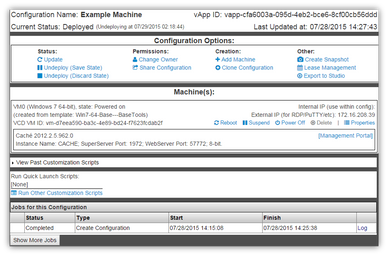 Configuration Name: Example Machine
vApp ID: vapp-cfa6003a-095d-4eb2-bce6-8cf00cb56ddd
Current Status: Deployed (Undeploying at 07/29/2015 02:18:44)
Last Updated at: 07/28/2015 14:27:43
Configuration Options:
Status: Permissions: Creation: Other:
Update Change Owner Add Machine Create Snapshot
Undeploy (Save State) Share Configuration Clone Configuration Lease Management
Undeploy (Discard State) Export to Studio
Machine(s):
VM0 (Windows 7 64-bit), state: Powered on Internal IP (use within config):
(created from template: Win7-64-Base---BaseTools) External IP (for RDP/PuTTY/etc): 172.16.208.39
VCD VM ID: vm-d7eea590-ba3c-4e89-bd24-f7623fcdab2f Reboot Suspend Power Off Delete | Properties
Caché 2012.2.5.962.0 [Management Portal]
Instance Name: CACHE; SuperServer Port: 1972; WebServer Port: 57772; 8-bit.
View Past Customization Scripts
Run Quick Launch Scripts:
[None]
Run Other Customization Scripts
Jobs for this Configuration
Status Type Start Finish
Completed Create Configuration 07/28/2015 14:15:08 07/28/2015 14:25:38 Log
Show More Jobs